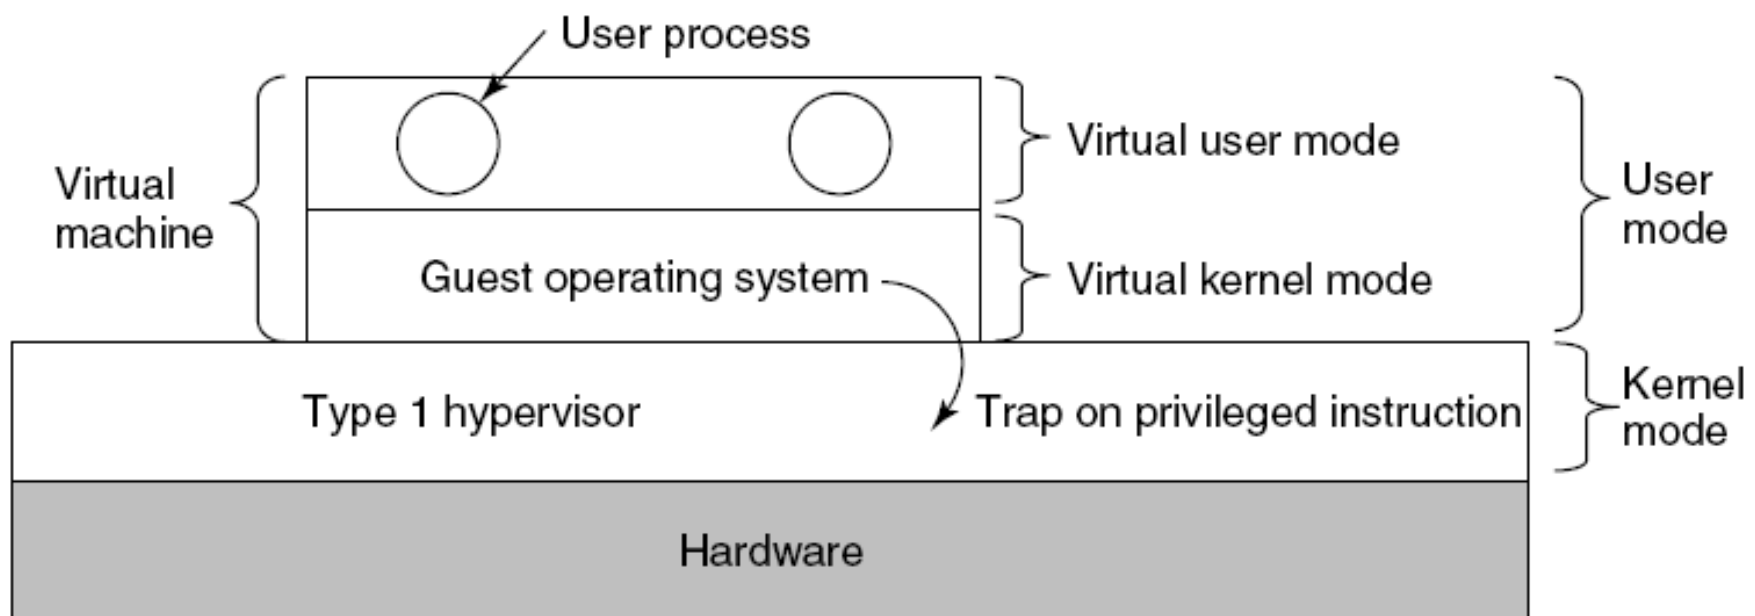 User process
Virtual user mode
Virtual
machine
User
mode
Guest operating system
Virtual kernel mode
Type 1 hypervisor
Trap on privileged instruction
Kernel
mode
Hardware